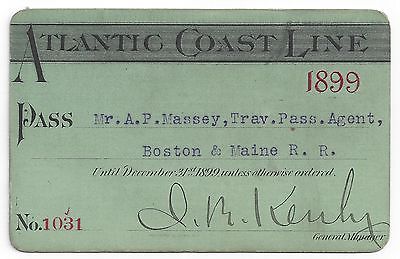 ATLANTIC COAST LINE
1899
PASS Mr. A. P. Massey, Trav. Pass. Agent,
Boston & Maine R. R.
Until December 31st 1899, unless otherwise ordered.
No. 1031
J. R. Kenly
General Manager